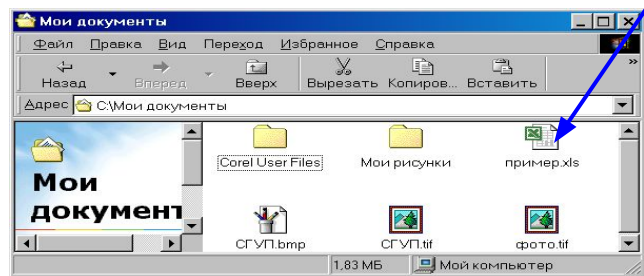 Мои документы
Файл Правка Вид Переход Избранное Справка
Назад Вперед Вверх Вырезать Копиров... Вставить »
Адрес C:\Мои документы
Мои документ
Corel User Files Мои рисунки пример.xls
СГУП.bmp СГУП.tif фото.tif
1,83 МБ Мой компьютер